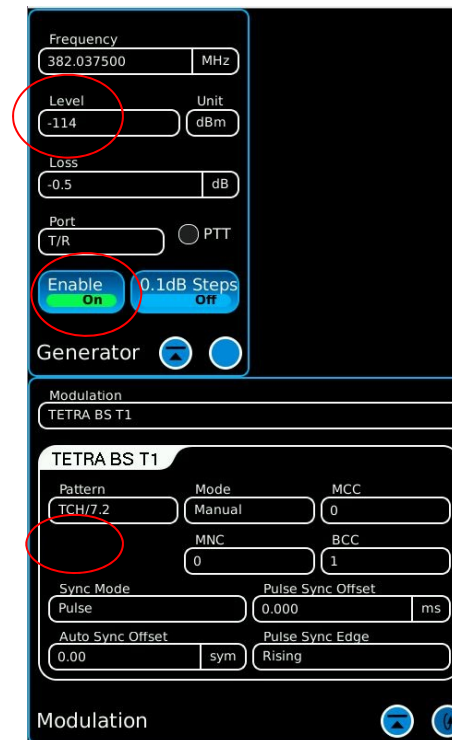 Frequency
382.037500 MHz
Level Unit
-114 dBm
Loss
-0.5 dB
Port
T/R PTT
Enable 0.1dB Steps
On Off
Generator
Modulation
TETRA BS T1
TETRA BS T1
Pattern Mode MCC
TCH/7.2 Manual 0
MNC BCC
0 1
Sync Mode Pulse Sync Offset
Pulse 0.000 ms
Auto Sync Offset Pulse Sync Edge
0.00 sym Rising
Modulation